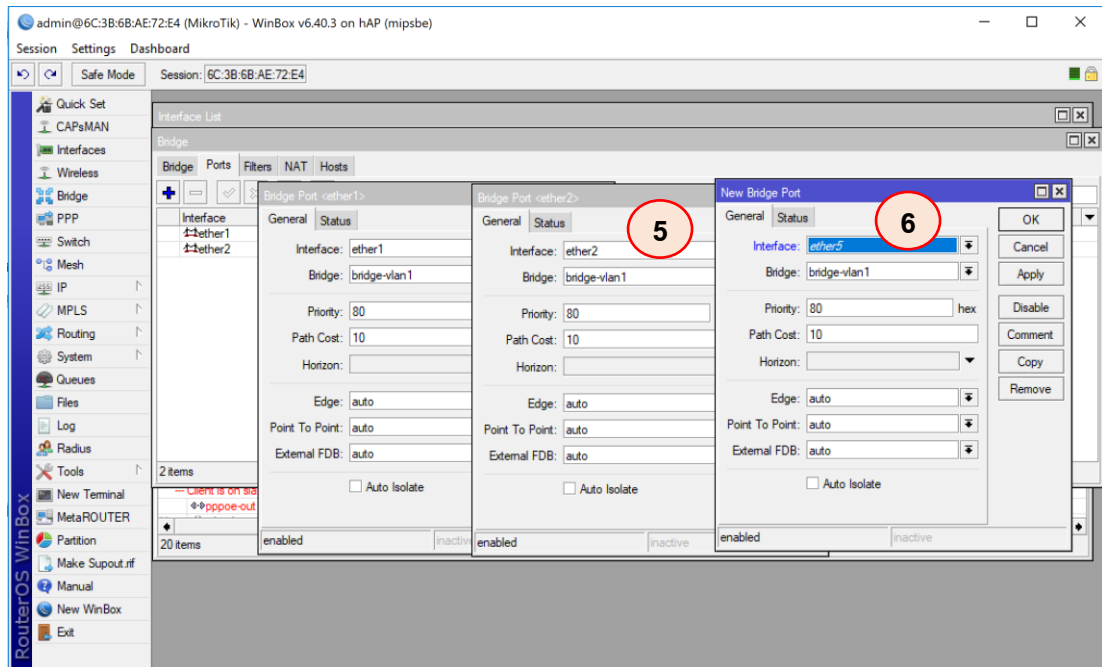 admin@6C:3B:6B:AE:72:E4 (MikroTik) - WinBox v6.40.3 on hAP (mipsbe)
Session Settings Dashboard
Safe Mode Session: 6C:3B:6B:AE:72:E4
Quick Set
CAPsMAN
Interfaces
Wireless
Bridge
PPP
Switch
Mesh
IP
MPLS
Routing
System
Queues
Files
Log
Radius
Tools
New Terminal
MetaROUTER
Partition
Make Supout.rif
Manual
New WinBox
Exit
RouterOS WinBox
Interface List
Bridge
Bridge Ports Filters NAT Hosts
Interface
ether1
ether2
2 items
--- Client is on sla
pppoe-out
20 items
Bridge Port <ether1>
General Status
Interface: ether1
Bridge: bridge-vlan1
Priority: 80
Path Cost: 10
Horizon:
Edge: auto
Point To Point: auto
External FDB: auto
Auto Isolate
enabled inactiv
Bridge Port <ether2>
General Status
5
Interface: ether2
Bridge: bridge-vlan1
Priority: 80
Path Cost: 10
Horizon:
Edge: auto
Point To Point: auto
External FDB: auto
Auto Isolate
enabled inactive
New Bridge Port
General Status
6
Interface: ether5
Bridge: bridge-vlan1
Priority: 80 hex
Path Cost: 10
Horizon:
Edge: auto
Point To Point: auto
External FDB: auto
Auto Isolate
enabled inactive
OK
Cancel
Apply
Disable
Comment
Copy
Remove